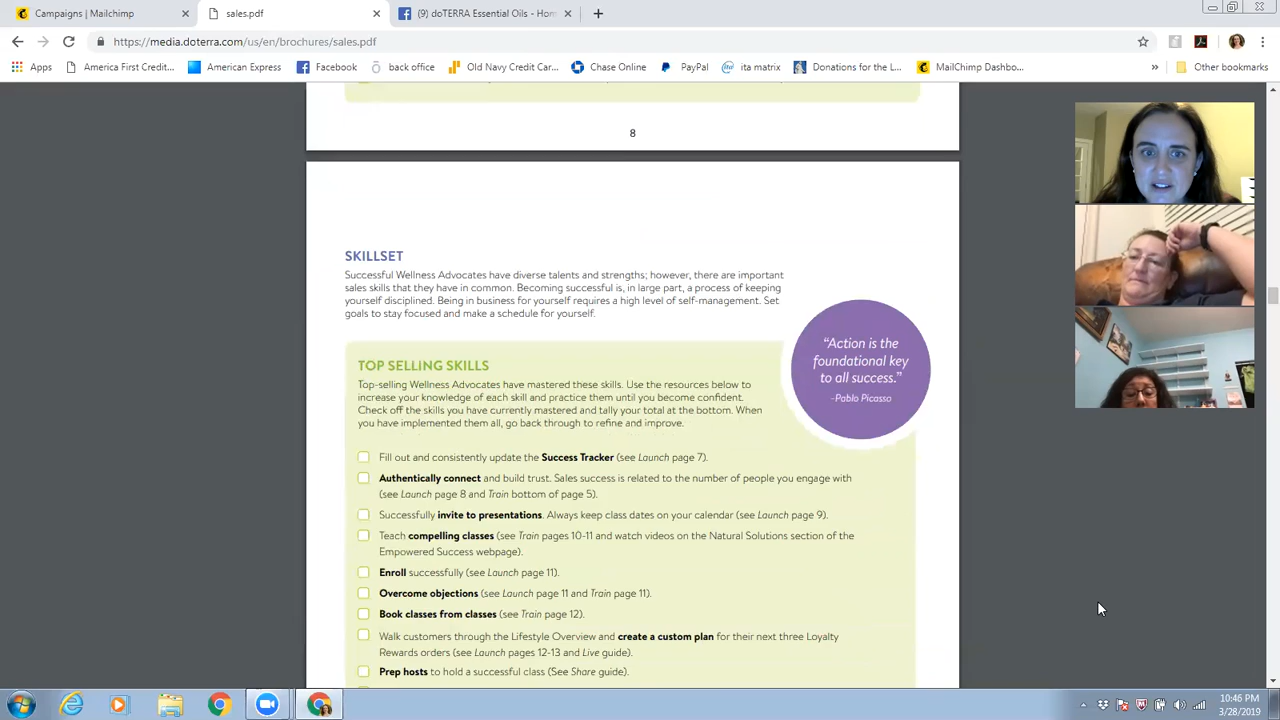 Campaigns | Mailchimp
sales.pdf
(3) doTERRA Essential Oils - Hom
https://media.doterra.com/us/en/brochures/sales.pdf
Apps
America First Credit...
American Express
Facebook
back office
Old Navy Credit Car...
Chase Online
PayPal
ita matrix
Donations for the L...
MailChimp Dashbo...
»
Other bookmarks
8
SKILLSET
Successful Wellness Advocates have diverse talents and strengths; however, there are important
sales skills that they have in common. Becoming successful is, in large part, a process of keeping
yourself disciplined. Being in business for yourself requires a high level of self-management. Set
goals to stay focused and make a schedule for yourself.
"Action is the
foundational key
to all success."
-Pablo Picasso
TOP SELLING SKILLS
Top-selling Wellness Advocates have mastered these skills. Use the resources below to
increase your knowledge of each skill and practice them until you become confident.
Check off the skills you have currently mastered and tally your total at the bottom. When
you have implemented them all, go back through to refine and improve.
Fill out and consistently update the Success Tracker (see Launch page 7).
Authentically connect and build trust. Sales success is related to the number of people you engage with
(see Launch page 8 and Train bottom of page 5).
Successfully invite to presentations. Always keep class dates on your calendar (see Launch page 9).
Teach compelling classes (see Train pages 10-11 and watch videos on the Natural Solutions section of the
Empowered Success webpage).
Enroll successfully (see Launch page 11).
Overcome objections (see Launch page 11 and Train page 11).
Book classes from classes (see Train page 12).
Walk customers through the Lifestyle Overview and create a custom plan for their next three Loyalty
Rewards orders (see Launch pages 12-13 and Live guide).
Prep hosts to hold a successful class (See Share guide).
10:46 PM
3/28/2019